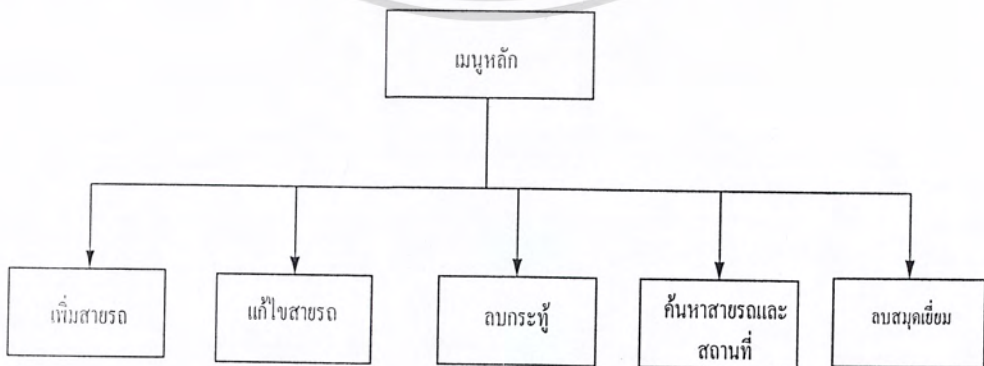 เมนูหลัก
เพิ่มสายรถ
แก้ไขสายรถ
ลบกระทู้
ค้นหาสายรถและ
สถานที่
ลบสมุดเยี่ยม